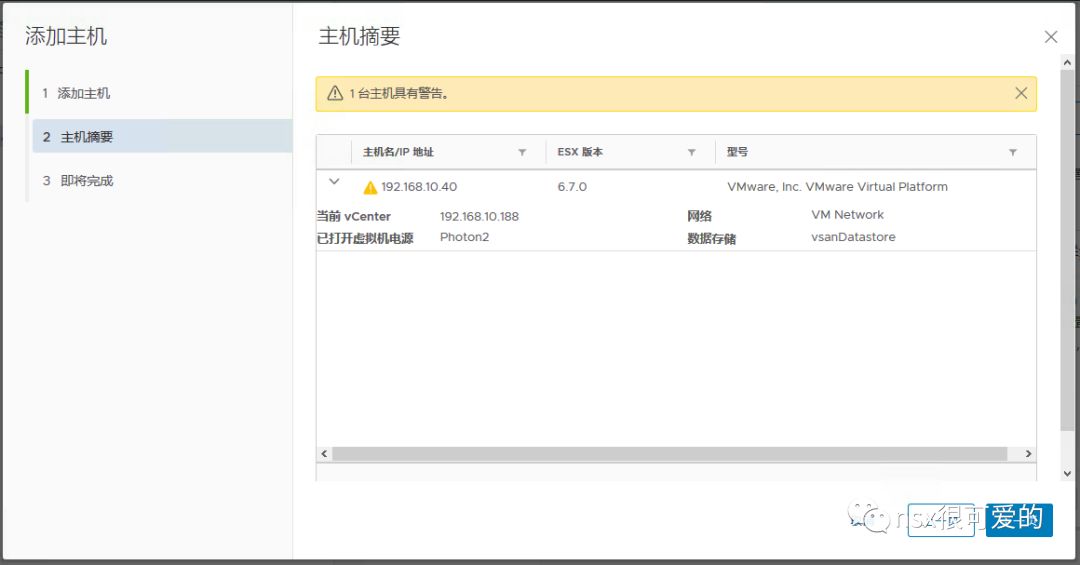 添加主机
1 添加主机
2 主机摘要
3 即将完成
主机摘要
1 台主机具有警告。
主机名/IP 地址 ESX 版本 型号
192.168.10.40 6.7.0 VMware, Inc. VMware Virtual Platform
当前 vCenter 192.168.10.188 网络 VM Network
已打开虚拟机电源 Photon2 数据存储 vsanDatastore
nsx很可爱的